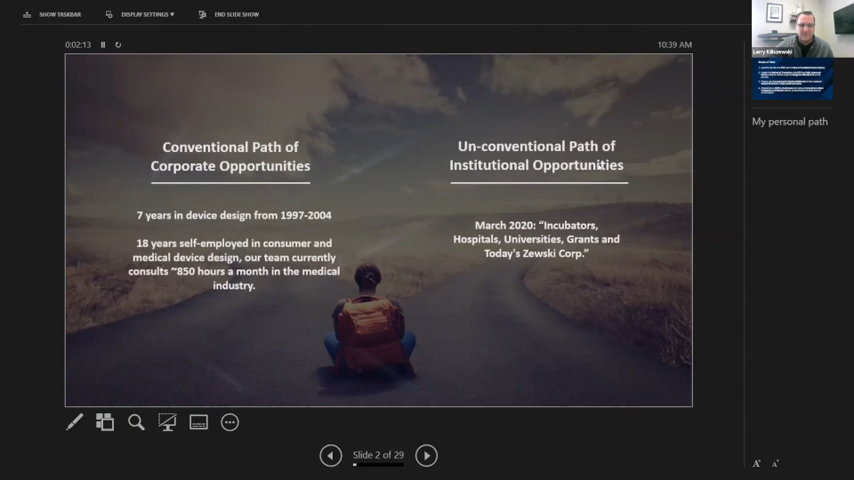 SHOW TASKBAR
DISPLAY SETTINGS ▼
END SLIDE SHOW
0:02:13
10:39 AM
Conventional Path of
Corporate Opportunities
7 years in device design from 1997-2004
18 years self-employed in consumer and
medical device design, our team currently
consults ~850 hours a month in the medical
industry.
Un-conventional Path of
Institutional Opportunities
March 2020: “Incubators,
Hospitals, Universities, Grants and
Today's Zewski Corp.”
Larry
My personal path
Slide 2 of 29
A
A